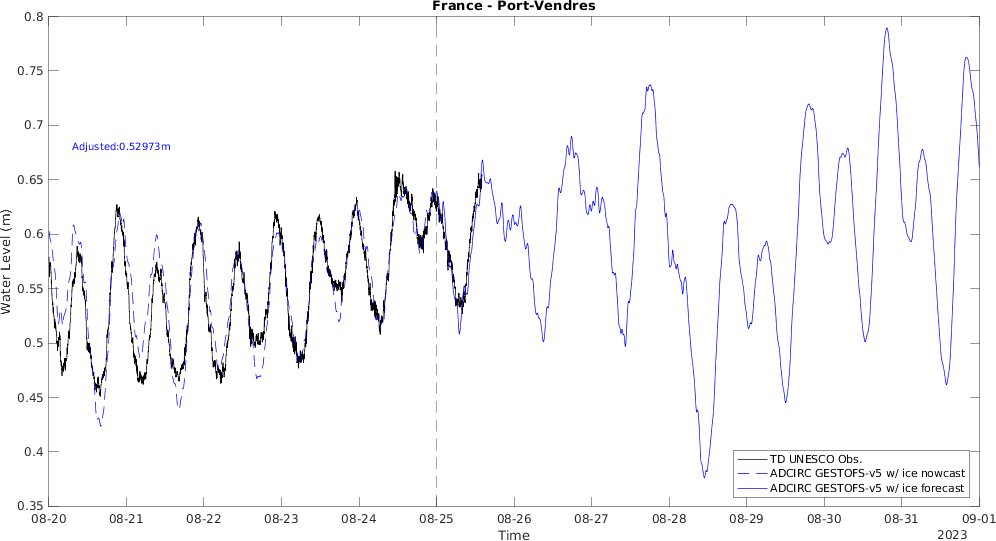 France - Port-Vendres
0.8
0.75
0.7
0.65
0.6
0.55
0.5
0.45
0.4
0.35
Water Level (m)
Adjusted:0.52973m
TD UNESCO Obs.
ADCIRC GESTOFS-v5 w/ ice nowcast
ADCIRC GESTOFS-v5 w/ ice forecast
08-20 08-21 08-22 08-23 08-24 08-25 08-26 08-27 08-28 08-29 08-30 08-31 09-01
Time
2023